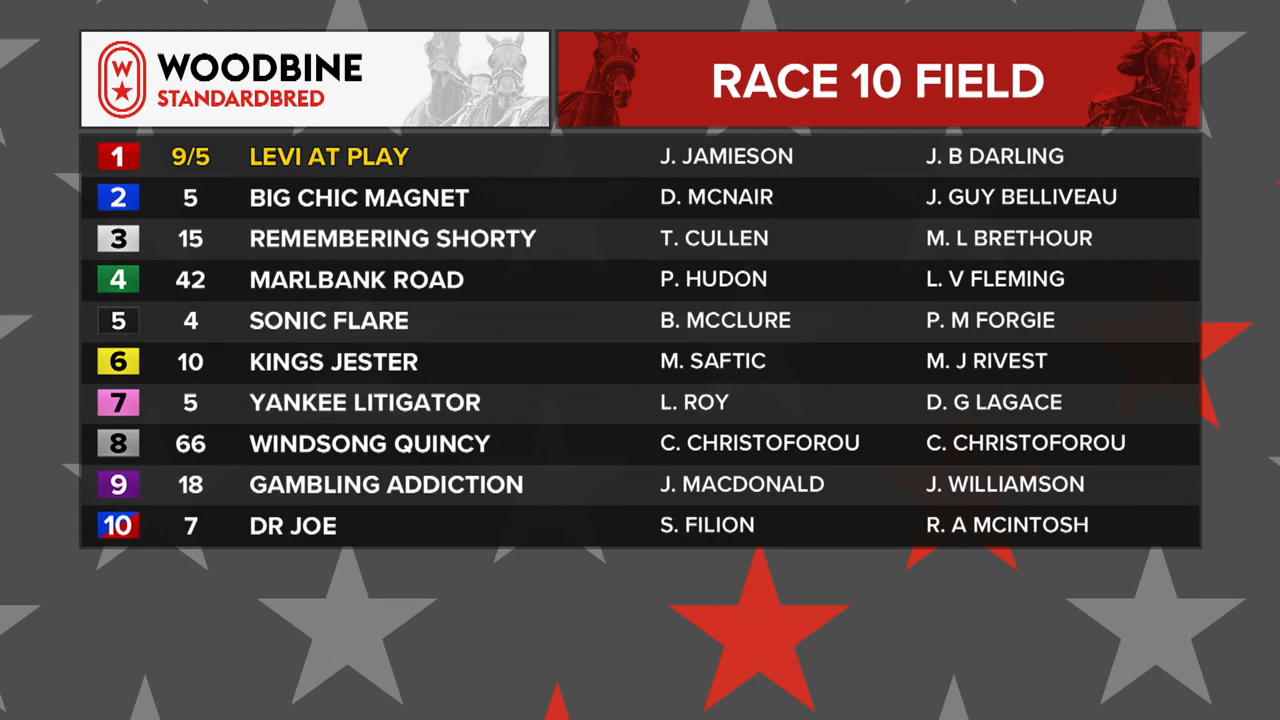 W
WOODBINE
STANDARDBRED
RACE 10 FIELD
1 9/5 LEVI AT PLAY J. JAMIESON J. B DARLING
2 5 BIG CHIC MAGNET D. MCNAIR J. GUY BELLIVEAU
3 15 REMEMBERING SHORTY T. CULLEN M. L BRETHOUR
4 42 MARLBANK ROAD P. HUDON L. V FLEMING
5 4 SONIC FLARE B. MCCLURE P. M FORGIE
6 10 KINGS JESTER M. SAFTIC M. J RIVEST
7 5 YANKEE LITIGATOR L. ROY D. G LAGACE
8 66 WINDSONG QUINCY C. CHRISTOFOROU C. CHRISTOFOROU
9 18 GAMBLING ADDICTION J. MACDONALD J. WILLIAMSON
10 7 DR JOE S. FILION R. A MCINTOSH